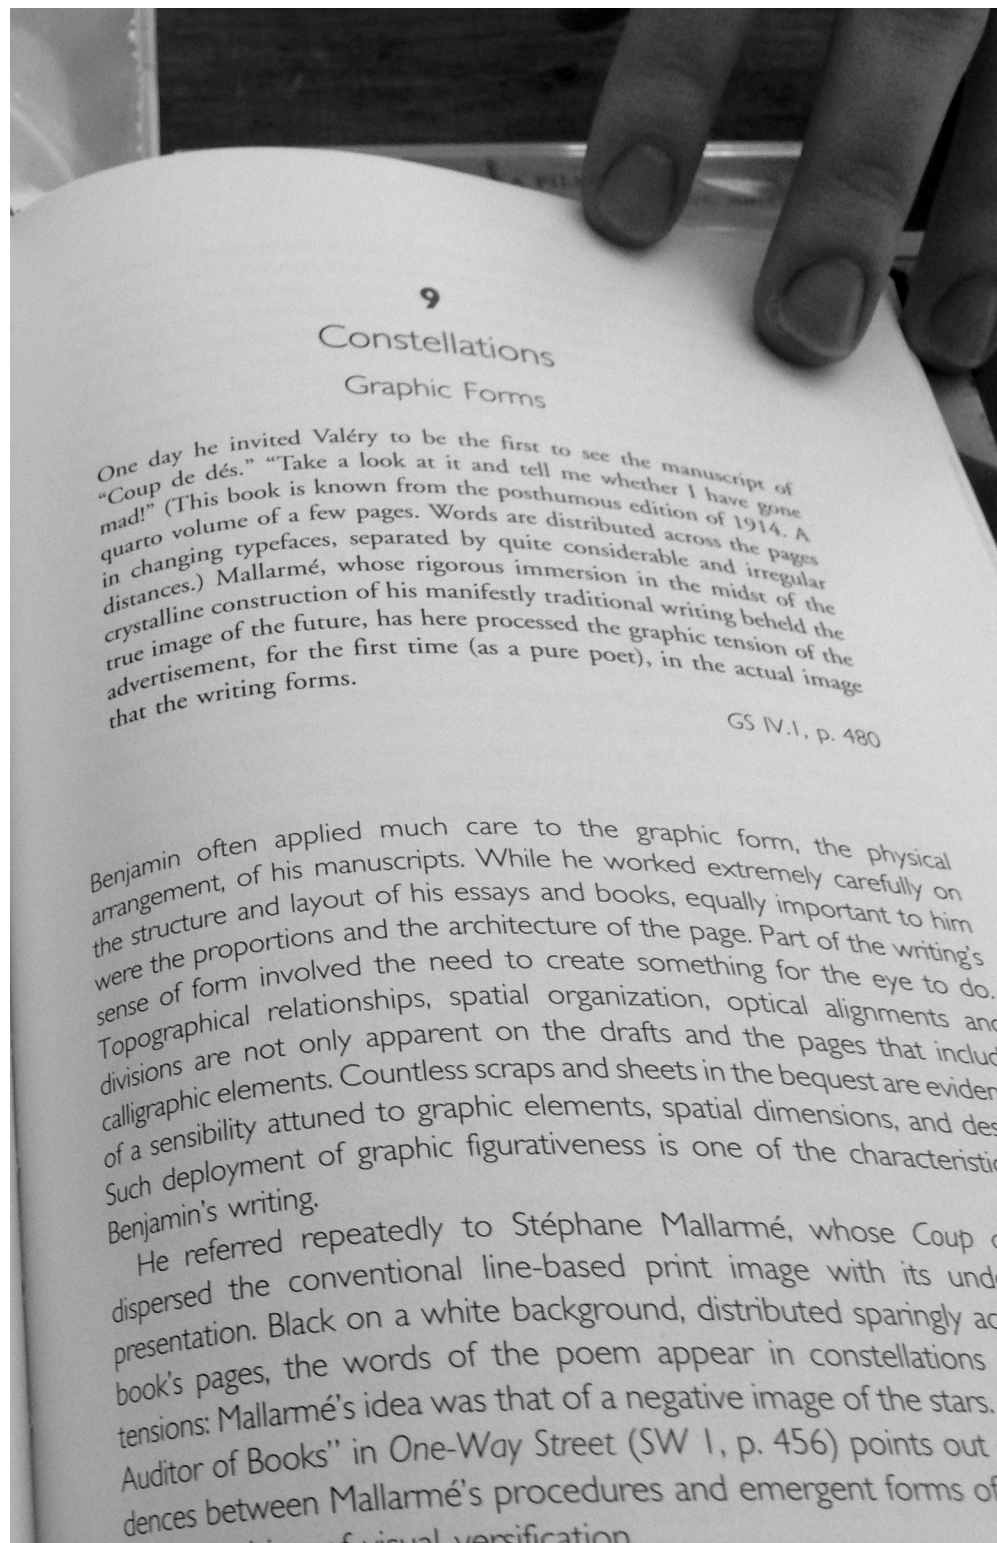 9
Constellations
Graphic Forms
One day he invited Valéry to be the first to see the manuscript of
“Coup de dés.” “Take a look at it and tell me whether I have gone
mad!” (This book is known from the posthumous edition of 1914. A
quarto volume of a few pages. Words are distributed across the pages
in changing typefaces, separated by quite considerable and irregular
distances.) Mallarmé, whose rigorous immersion in the midst of the
crystalline construction of his manifestly traditional writing beheld the
true image of the future, has here processed the graphic tension of the
advertisement, for the first time (as a pure poet), in the actual image
that the writing forms.
GS IV.1, p. 480
Benjamin often applied much care to the graphic form, the physical
arrangement, of his manuscripts. While he worked extremely carefully on
the structure and layout of his essays and books, equally important to him
were the proportions and the architecture of the page. Part of the writing’s
sense of form involved the need to create something for the eye to do.
Topographical relationships, spatial organization, optical alignments and
divisions are not only apparent on the drafts and the pages that includ
calligraphic elements. Countless scraps and sheets in the bequest are eviden
of a sensibility attuned to graphic elements, spatial dimensions, and des
Such deployment of graphic figurativeness is one of the characteristic
Benjamin’s writing.
He referred repeatedly to Stéphane Mallarmé, whose Coup
dispersed the conventional line-based print image with its und
presentation. Black on a white background, distributed sparingly ac
book’s pages, the words of the poem appear in constellations
tensions: Mallarmé’s idea was that of a negative image of the stars.
Auditor of Books” in One-Way Street (SW 1, p. 456) points out
dences between Mallarmé’s procedures and emergent forms of
of visual versification